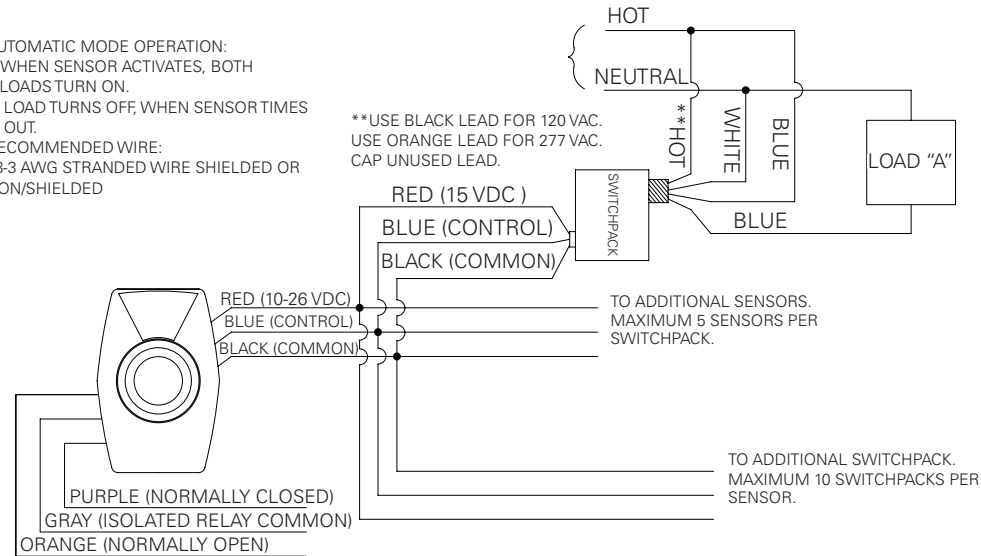 HOT
UTOMATIC MODE OPERATION:
WHEN SENSOR ACTIVATES, BOTH
LOADS TURN ON.
LOAD TURNS OFF, WHEN SENSOR TIMES
OUT.
ECOMMENDED WIRE:
3-3 AWG STRANDED WIRE SHIELDED OR
ON/SHIELDED
NEUTRAL
**USE BLACK LEAD FOR 120 VAC.
USE ORANGE LEAD FOR 277 VAC.
CAP UNUSED LEAD.
**HOT
WHITE
BLUE
LOAD "A"
SWITCHPACK
RED (15 VDC )
BLUE (CONTROL)
BLACK (COMMON)
BLUE
RED (10-26 VDC)
BLUE (CONTROL)
BLACK (COMMON)
TO ADDITIONAL SENSORS.
MAXIMUM 5 SENSORS PER
SWITCHPACK.
TO ADDITIONAL SWITCHPACK.
MAXIMUM 10 SWITCHPACKS PER
SENSOR.
PURPLE (NORMALLY CLOSED)
GRAY (ISOLATED RELAY COMMON)
ORANGE (NORMALLY OPEN)